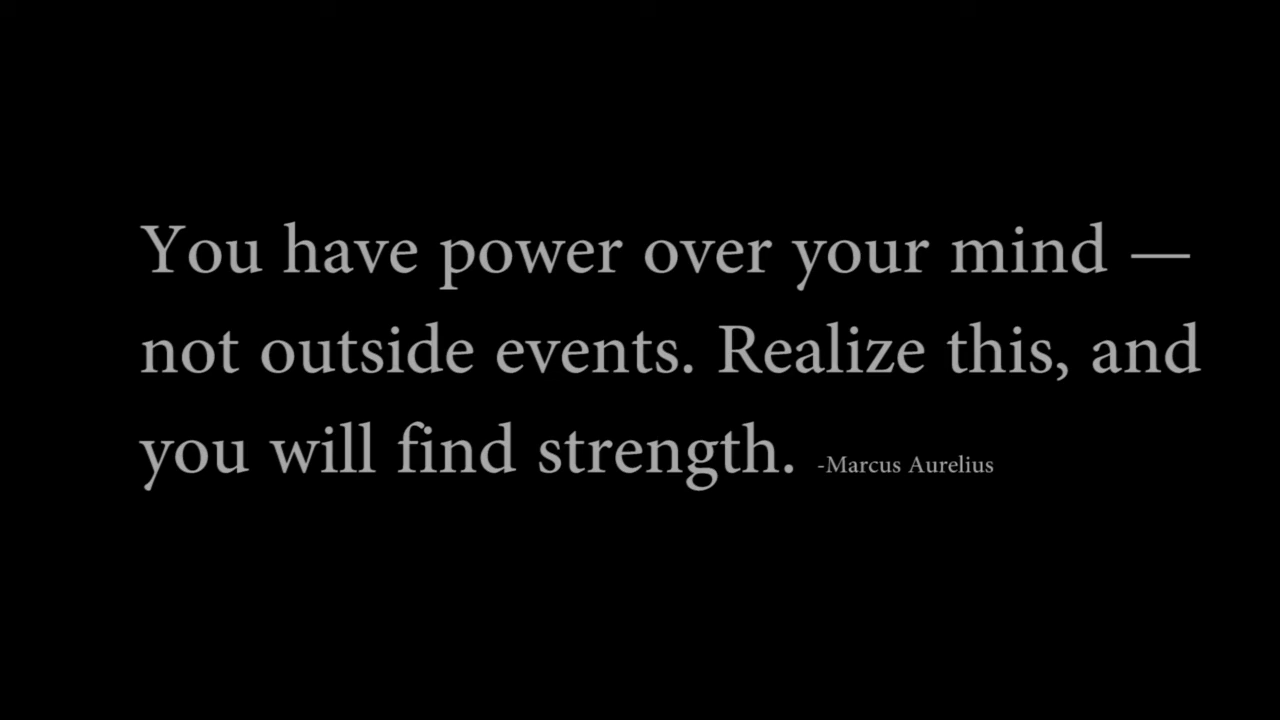 You have power over your mind —
not outside events. Realize this, and
you will find strength. -Marcus Aurelius